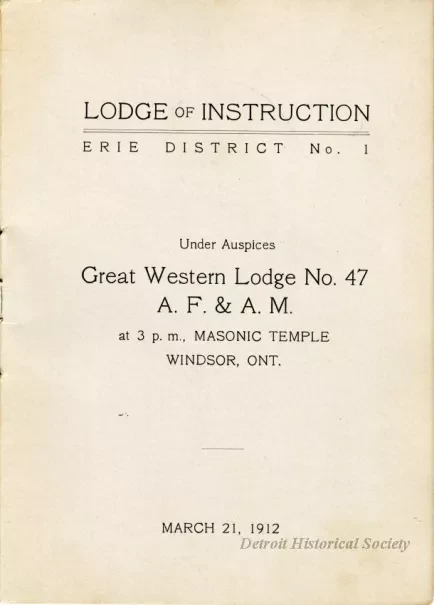 LODGE OF INSTRUCTION
ERIE DISTRICT No. 1
Under Auspices
Great Western Lodge No. 47
A. F. & A. M.
at 3 p. m., MASONIC TEMPLE
WINDSOR, ONT.
MARCH 21, 1912
Detroit Historical Society